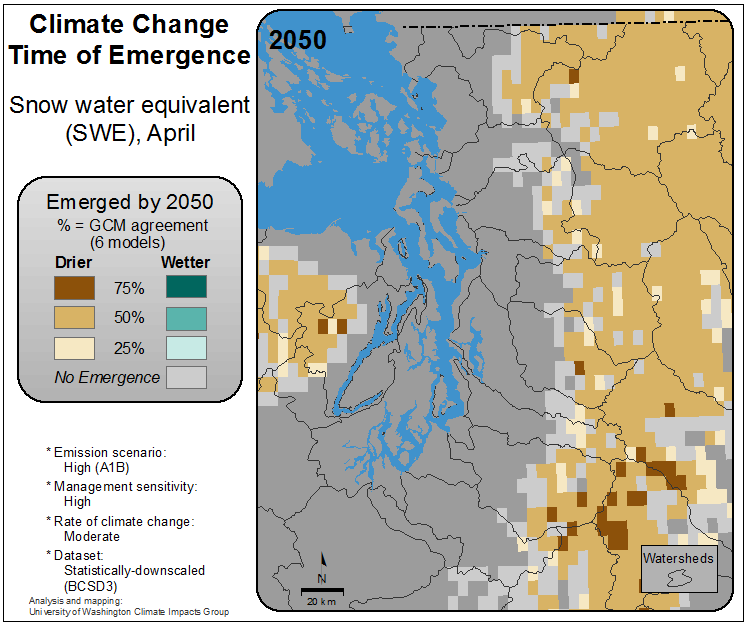 Climate Change
Time of Emergence
Snow water equivalent
(SWE), April
Emerged by 2050
% = GCM agreement
(6 models)
Drier Wetter
75%
50%
25%
No Emergence
* Emission scenario:
High (A1B)
* Management sensitivity:
High
* Rate of climate change:
Moderate
* Dataset:
Statistically-downscaled
(BCSD3)
Analysis and mapping:
University of Washington Climate Impacts Group
2050
N
20 km
Watersheds